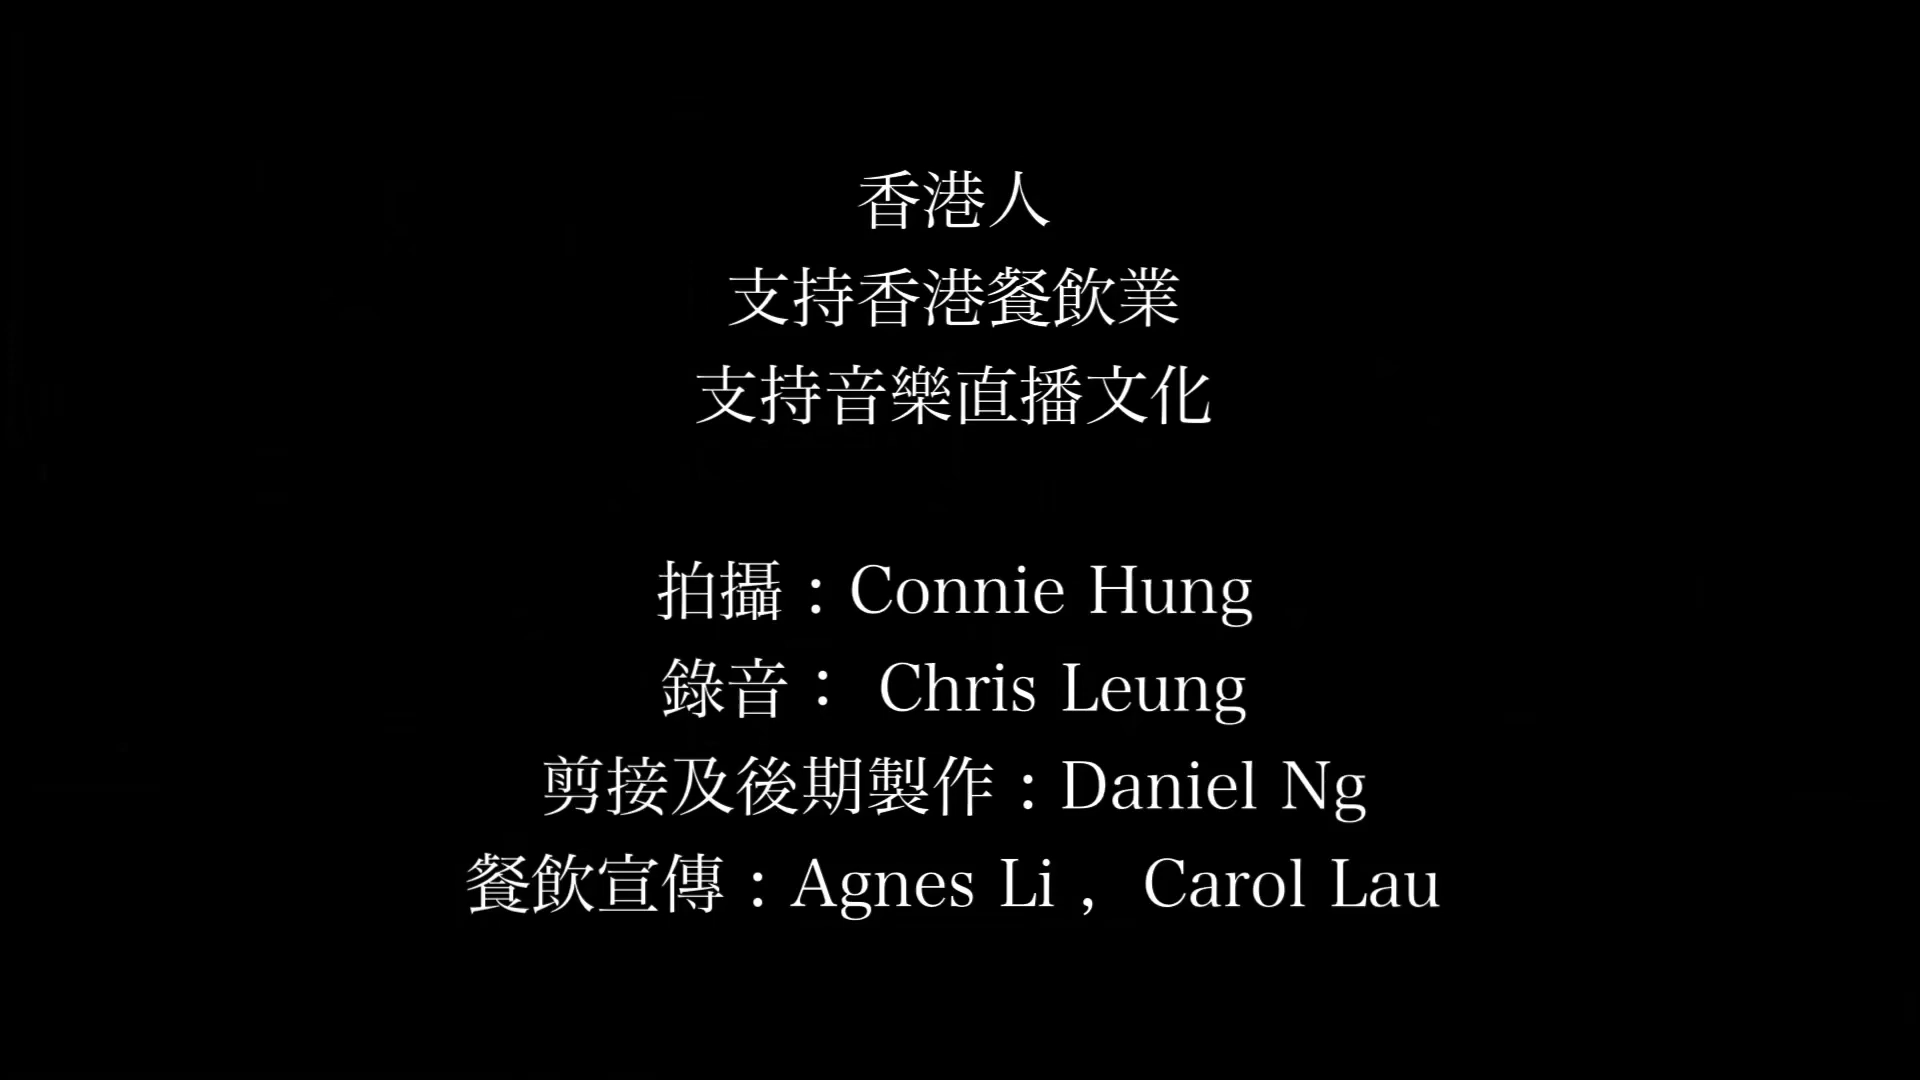 香港人
支持香港餐飲業
支持音樂直播文化
拍攝：Connie Hung
錄音： Chris Leung
剪接及後期製作：Daniel Ng
餐飲宣傳：Agnes Li ,  Carol Lau